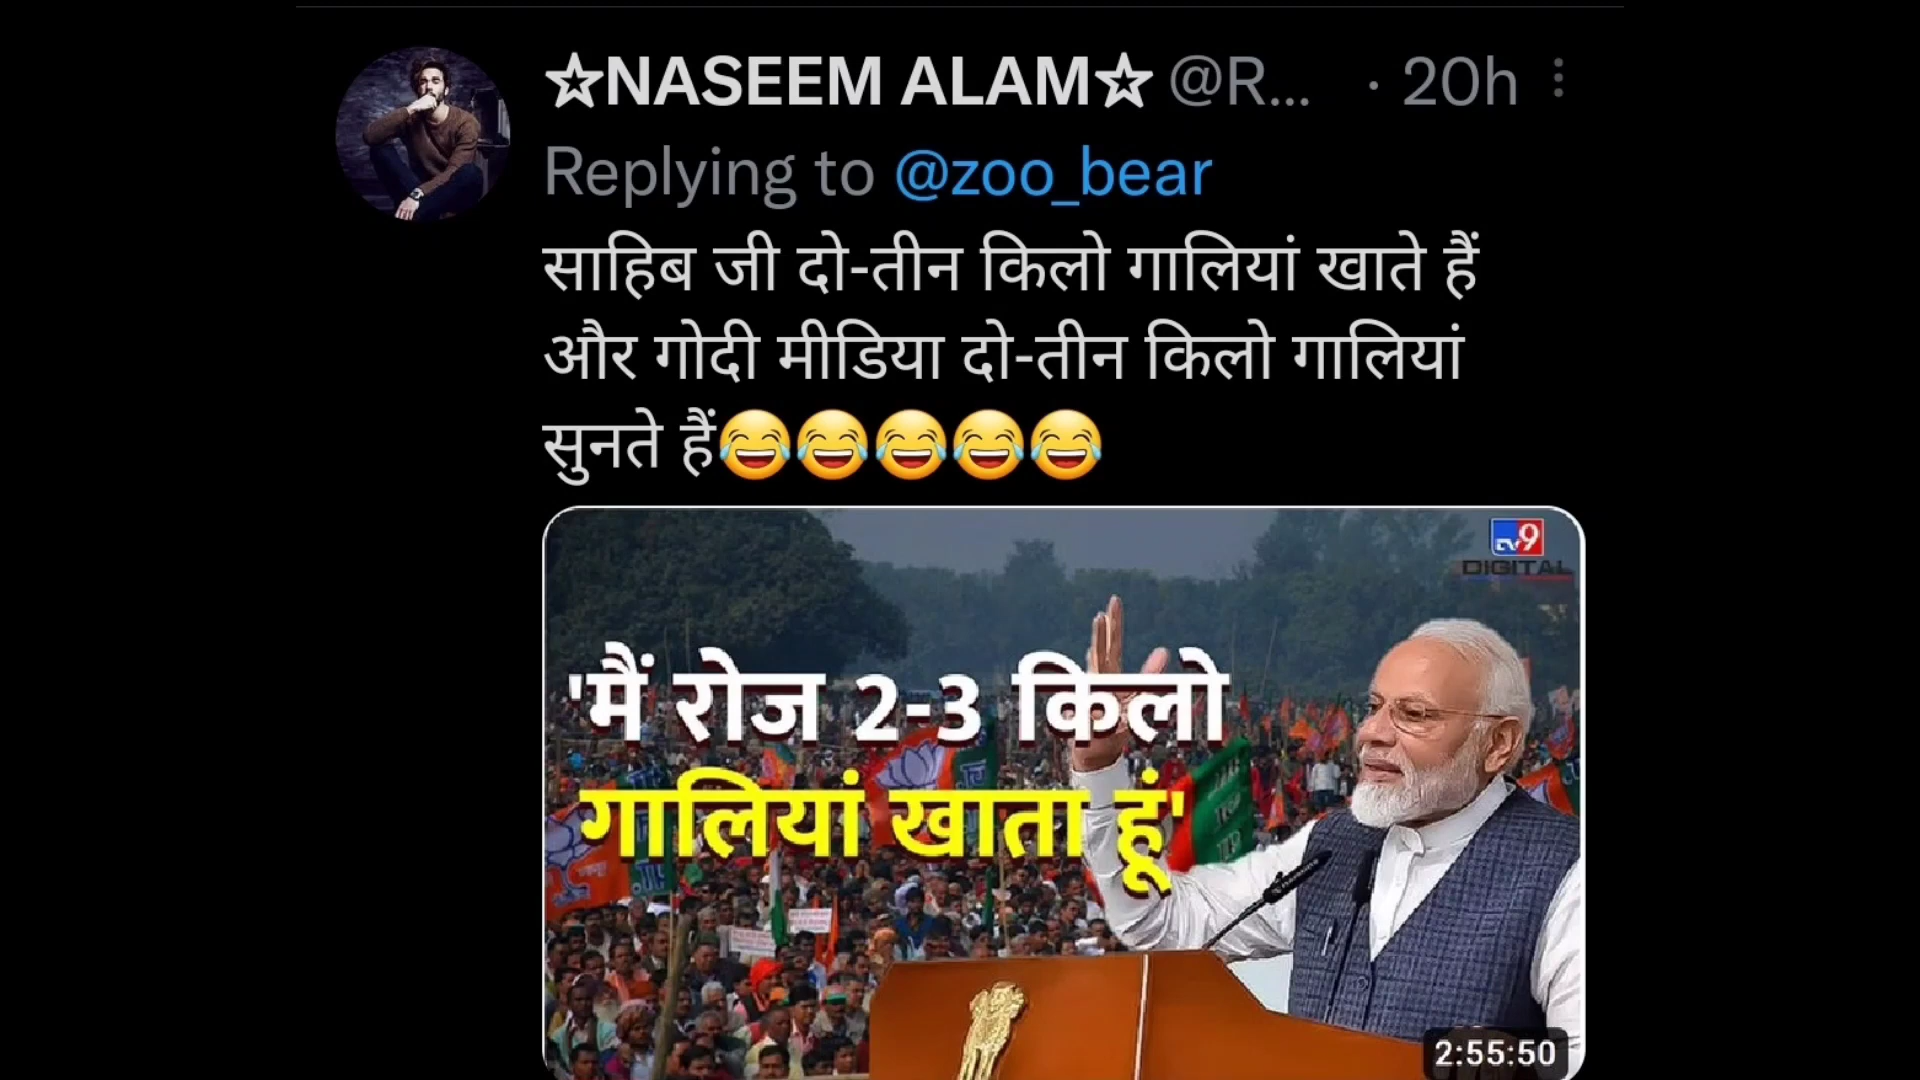 ☆NASEEM ALAM☆ @R... · 20h
Replying to @zoo_bear
साहिब जी दो-तीन किलो गालियां खाते हैं
और गोदी मीडिया दो-तीन किलो गालियां
सुनते हैं😂😂😂😂😂
TV9
DIGITAL
'मैं रोज 2-3 किलो
गालियां खाता हूं'
2:55:50